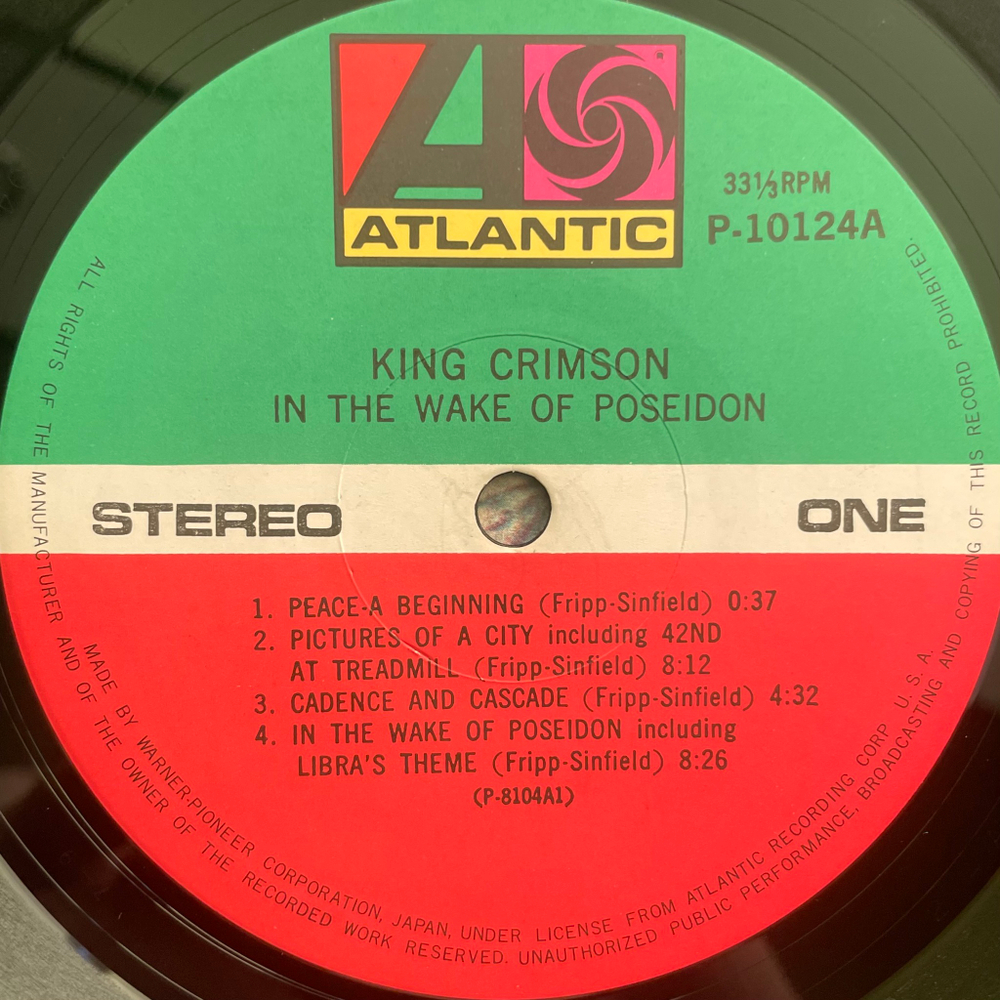 A
®
ATLANTIC
33⅓RPM
P-10124A
KING CRIMSON
IN THE WAKE OF POSEIDON
STEREO
ONE
1. PEACE-A BEGINNING (Fripp-Sinfield) 0:37
2. PICTURES OF A CITY including 42ND
AT TREADMILL (Fripp-Sinfield) 8:12
3. CADENCE AND CASCADE (Fripp-Sinfield) 4:32
4. IN THE WAKE OF POSEIDON including
LIBRA'S THEME (Fripp-Sinfield) 8:26
(P-8104A1)
MADE BY WARNER-PIONEER CORPORATION, JAPAN, UNDER LICENSE FROM ATLANTIC RECORDING CORP. U. S. A.
ALL RIGHTS OF THE MANUFACTURER AND OF THE OWNER OF THE RECORDED WORK RESERVED. UNAUTHORIZED PUBLIC PERFORMANCE, BROADCASTING AND COPYING OF THIS RECORD PROHIBITED.